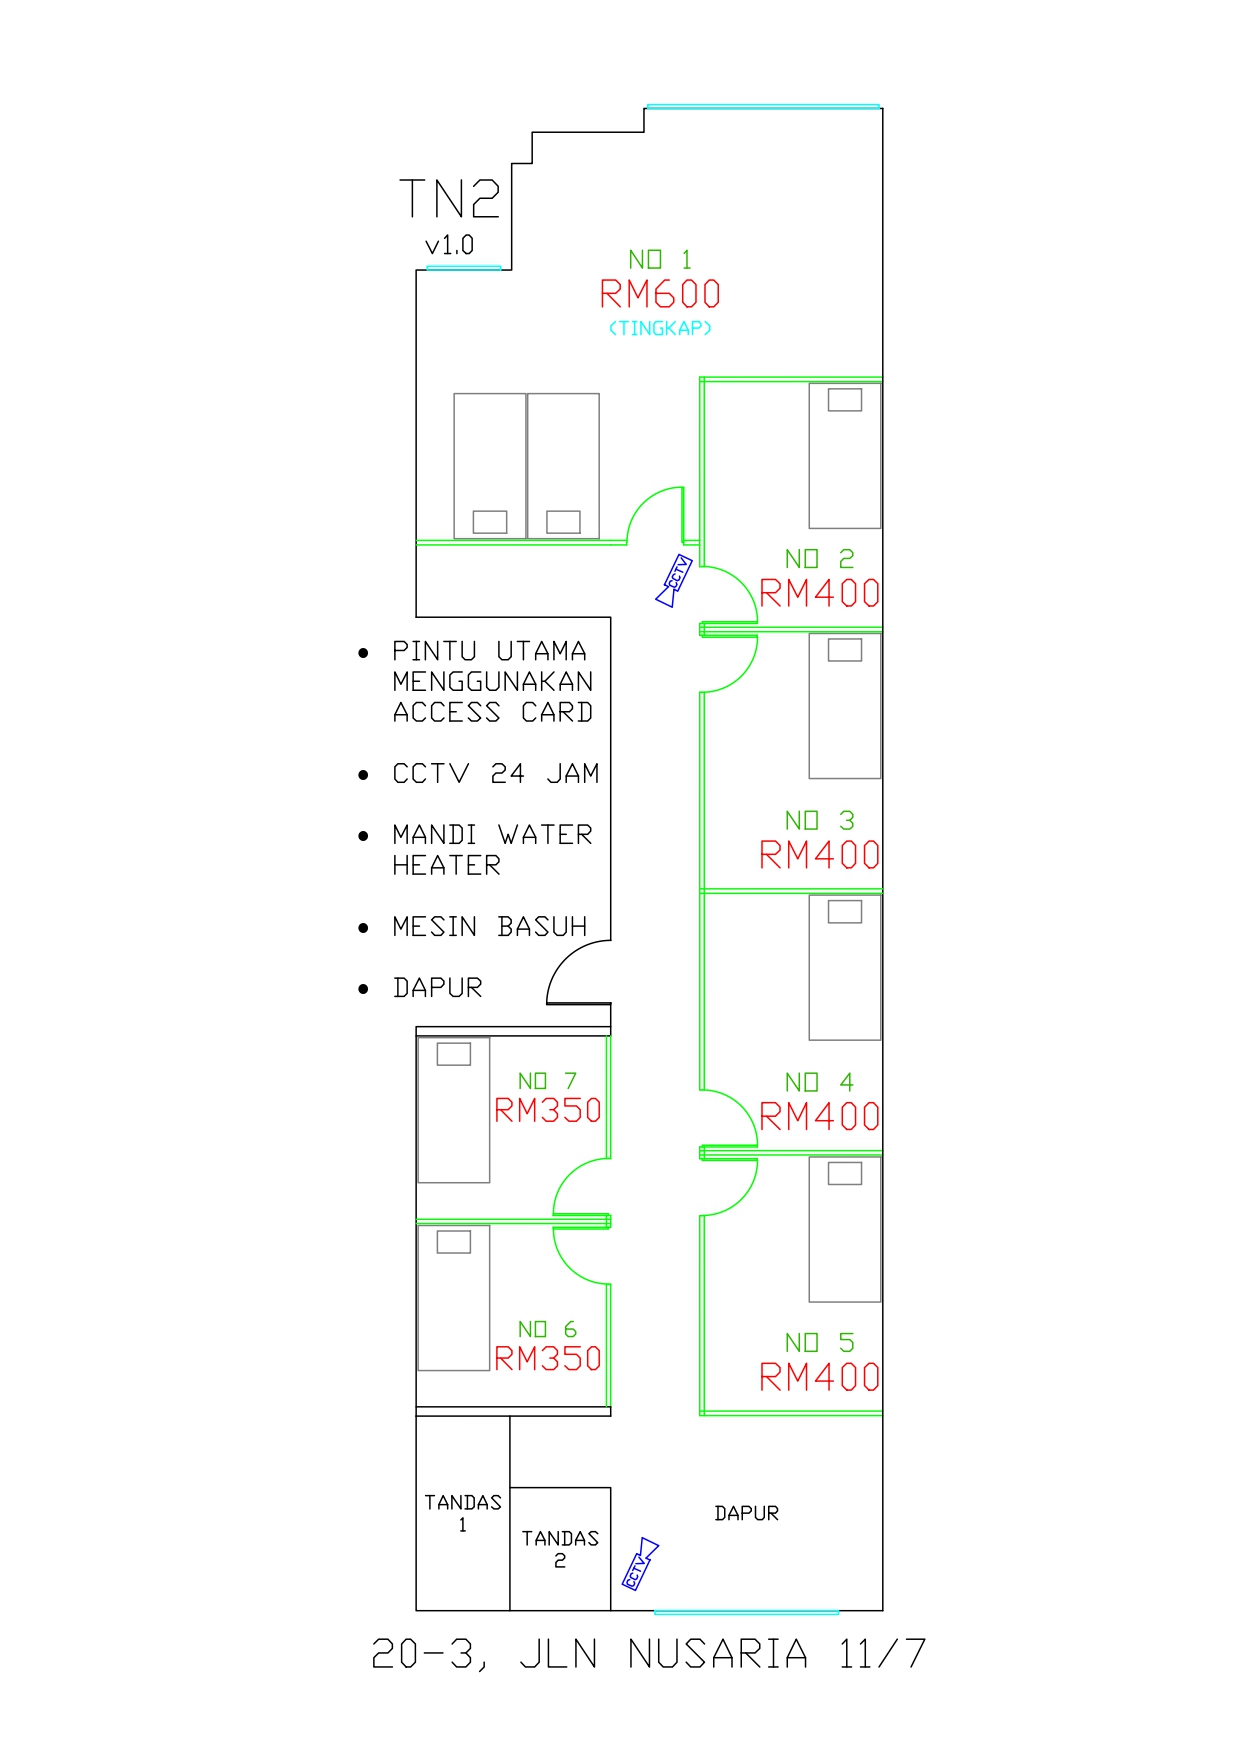 TN2
v1.0
NO 1
RM600
(TINGKAP)
NO 2
RM400
CCTV
• PINTU UTAMA
MENGGUNAKAN
ACCESS CARD
• CCTV 24 JAM
• MANDI WATER
HEATER
• MESIN BASUH
• DAPUR
NO 3
RM400
NO 4
RM400
NO 7
RM350
NO 6
RM350
NO 5
RM400
TANDAS
1
TANDAS
2
DAPUR
CCTV
20-3, JLN NUSARIA 11/7